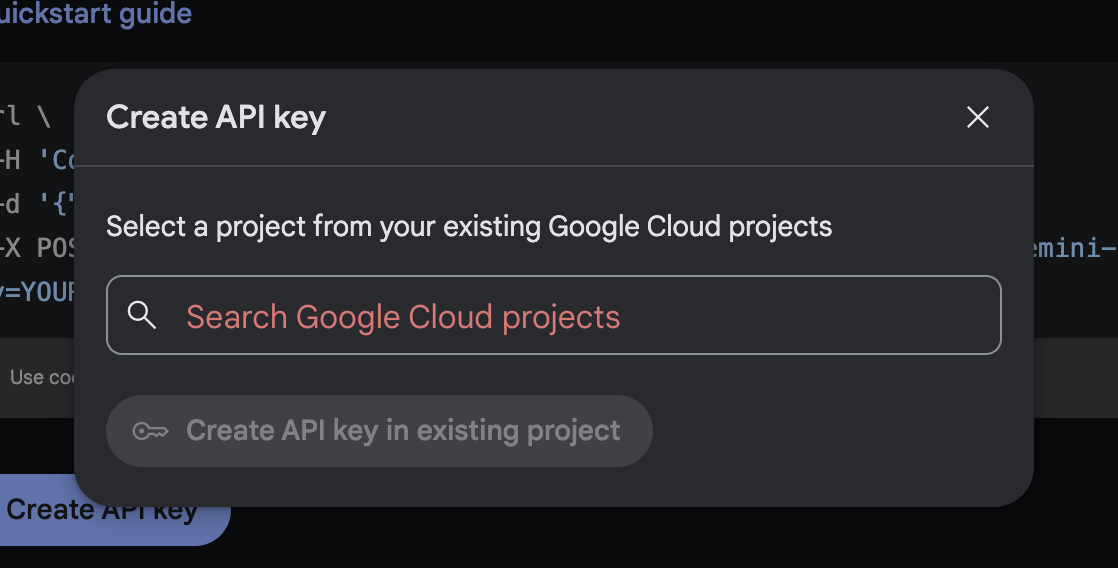 uickstart guide
Create API key
rl \
-H 'Co
-d '{"
-X POS
emini-
y=YOUR
Select a project from your existing Google Cloud projects
Search Google Cloud projects
Use coo
Create API key in existing project
Create API key